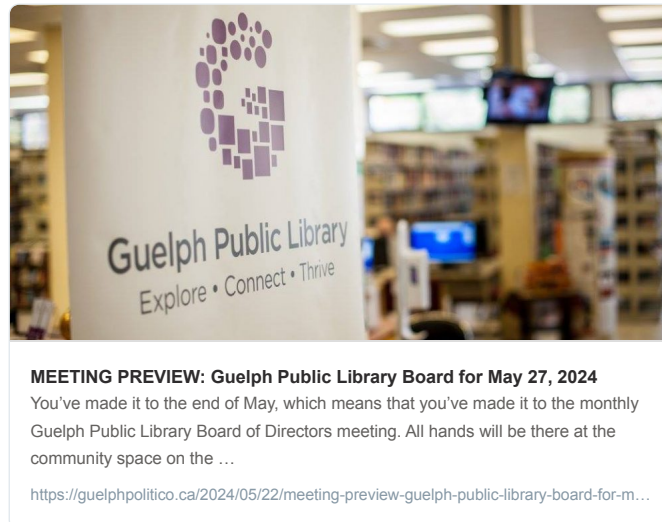 Guelph Public Library
Explore • Connect • Thrive
MEETING PREVIEW: Guelph Public Library Board for May 27, 2024
You’ve made it to the end of May, which means that you’ve made it to the monthly
Guelph Public Library Board of Directors meeting. All hands will be there at the
community space on the …
https://guelphpolitico.ca/2024/05/22/meeting-preview-guelph-public-library-board-for-m…